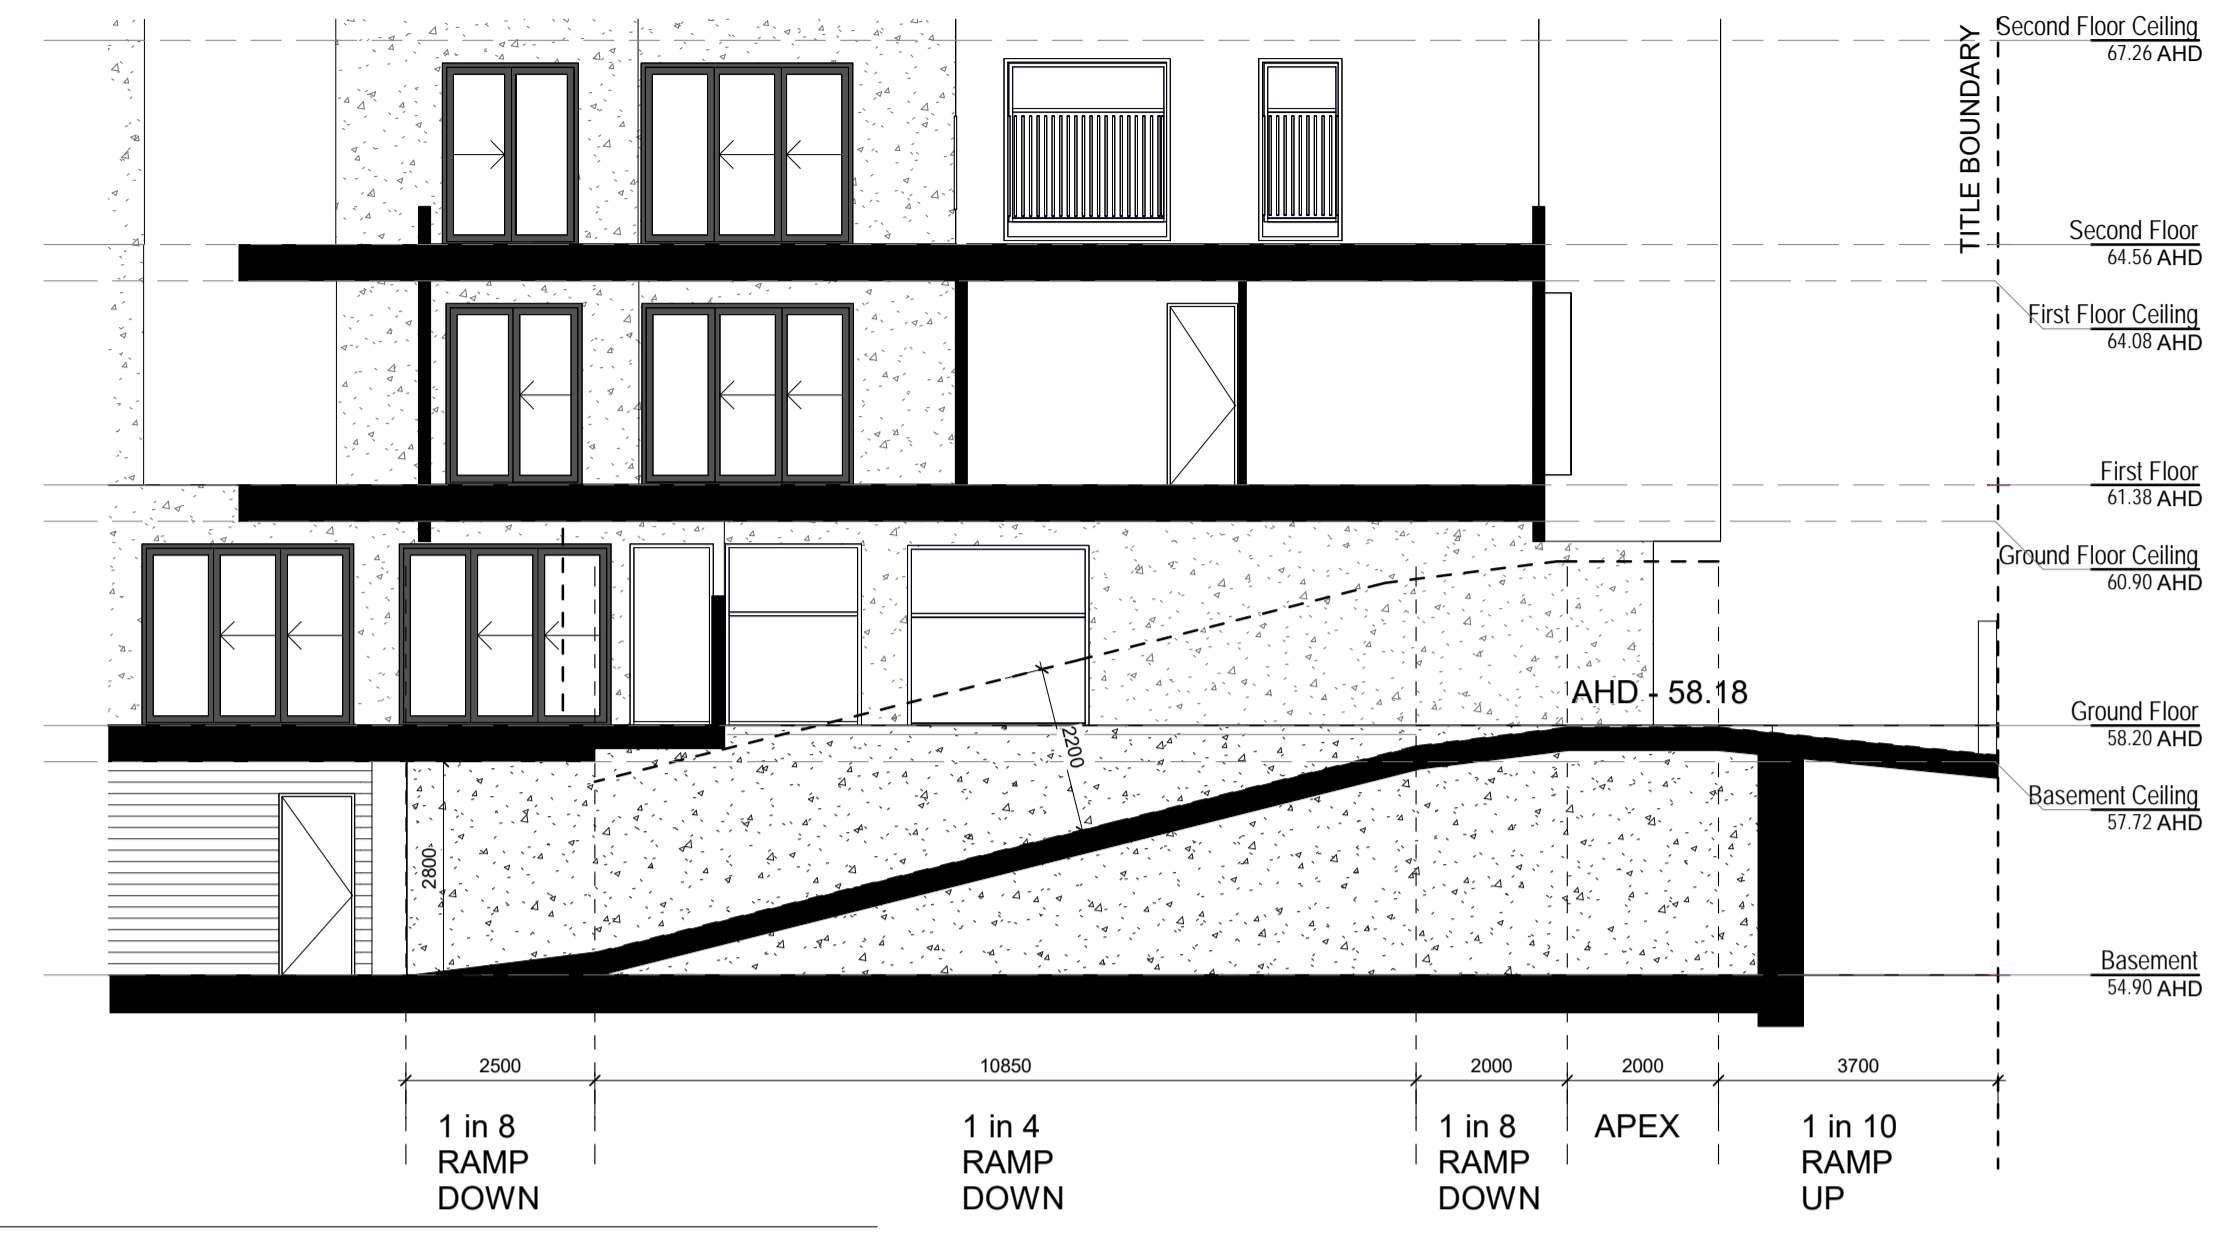 Second Floor Ceiling
67.26 AHD
TITLE BOUNDARY
Second Floor
64.56 AHD
First Floor Ceiling
64.08 AHD
First Floor
61.38 AHD
Ground Floor Ceiling
60.90 AHD
AHD - 58.18
Ground Floor
58.20 AHD
2200
Basement Ceiling
57.72 AHD
2800
Basement
54.90 AHD
2500
10850
2000
2000
3700
1 in 8
RAMP
DOWN
1 in 4
RAMP
DOWN
1 in 8
RAMP
DOWN
APEX
1 in 10
RAMP
UP